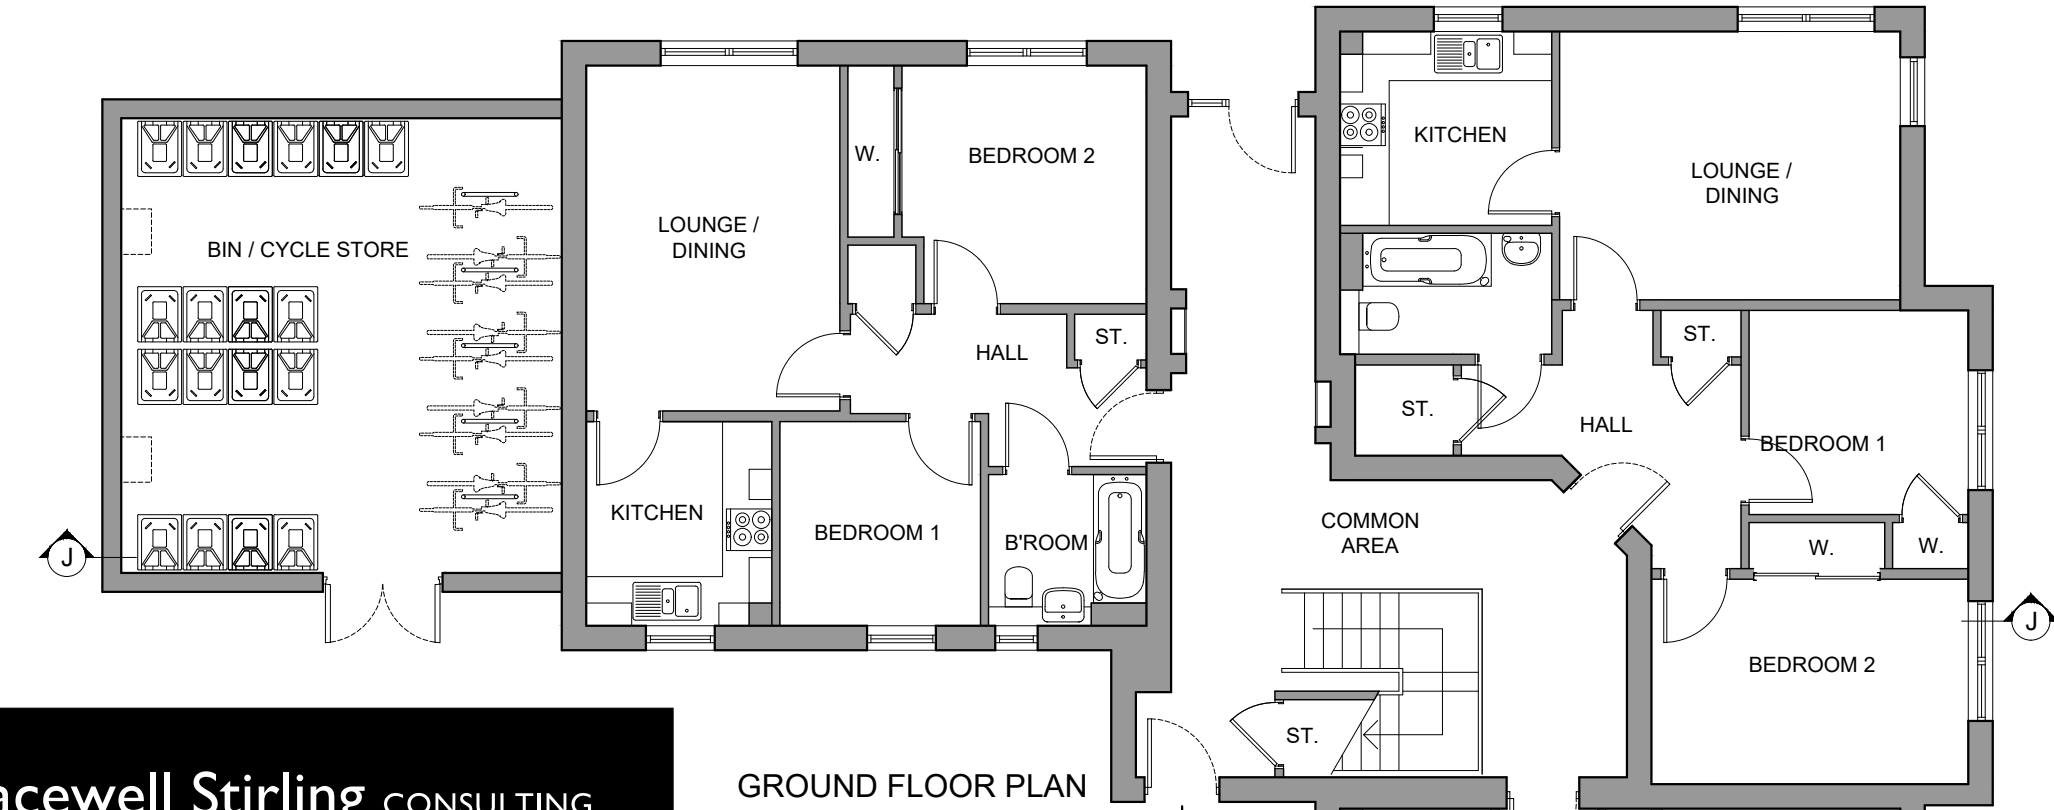 BIN / CYCLE STORE
LOUNGE /
DINING
W.
BEDROOM 2
HALL
ST.
KITCHEN
BEDROOM 1
B'ROOM
KITCHEN
LOUNGE /
DINING
ST.
ST.
HALL
BEDROOM 1
W.
W.
BEDROOM 2
COMMON
AREA
ST.
J
J
GROUND FLOOR PLAN
Stirling CONSULTING